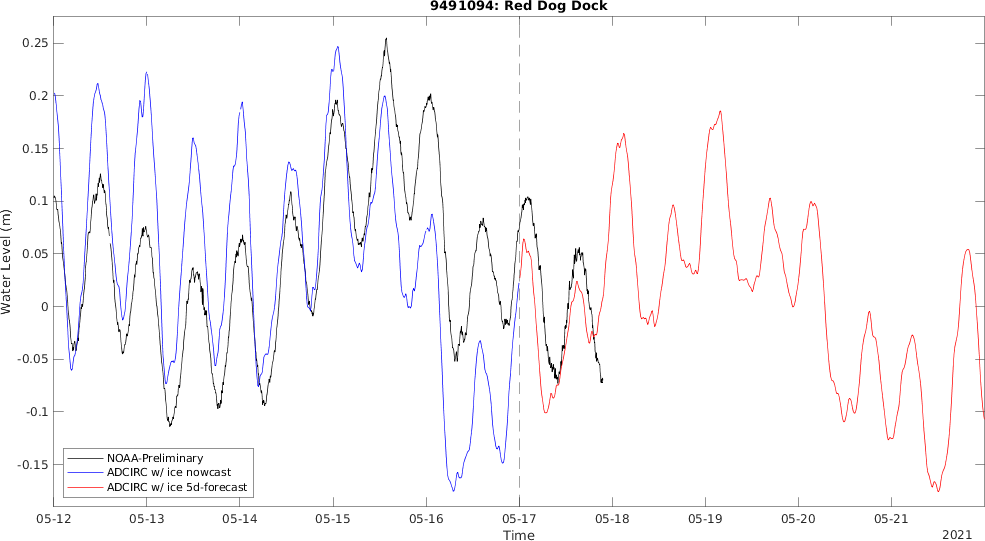 9491094: Red Dog Dock
Water Level (m)
0.25
0.2
0.15
0.1
0.05
0
-0.05
-0.1
-0.15
NOAA-Preliminary
ADCIRC w/ ice nowcast
ADCIRC w/ ice 5d-forecast
05-12 05-13 05-14 05-15 05-16 05-17 05-18 05-19 05-20 05-21
Time
2021